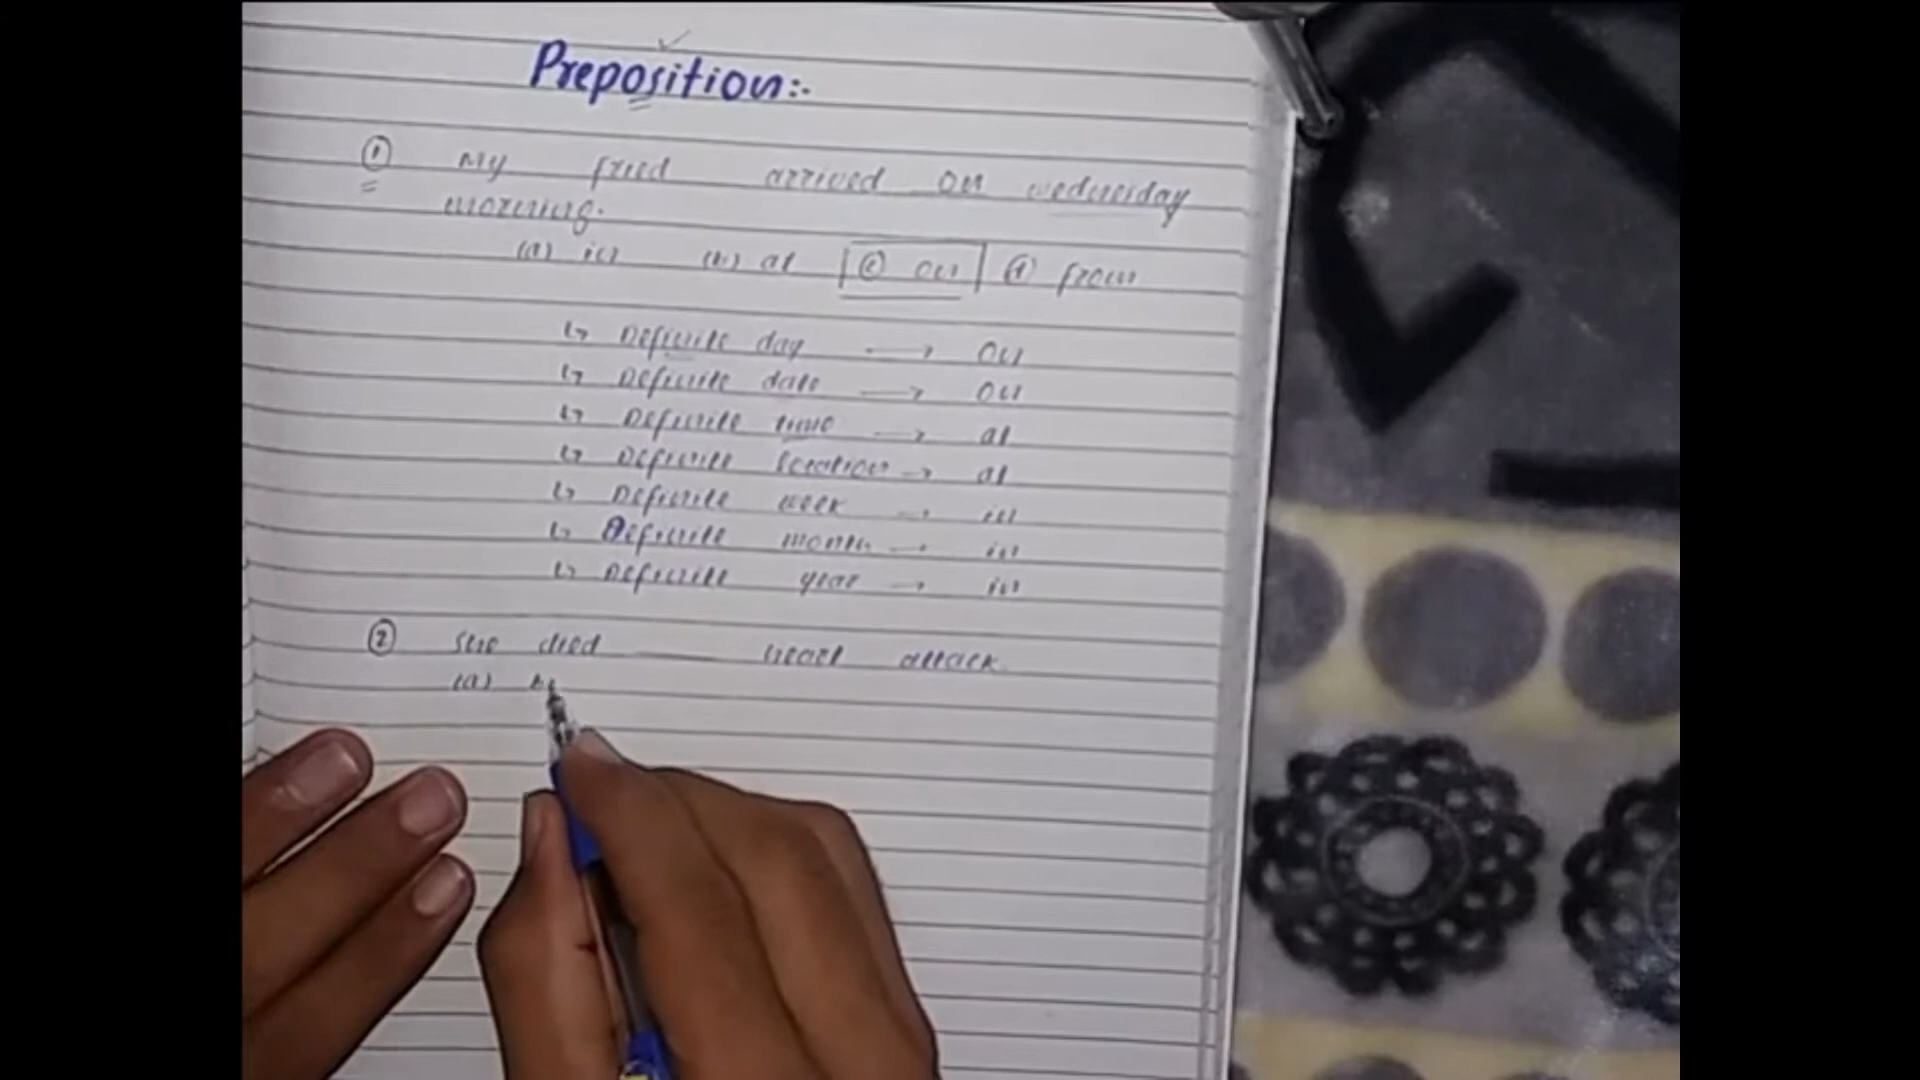 Preposition:-
① My fried arrived on wednesday
morning.
(a) in (b) at (c) on (d) from
↳ Definite day → on
↳ Definite date → on
↳ Definite time → at
↳ Definite location → at
↳ Definite week → in
↳ Definite month → in
↳ Definite year → in
② She died ——— heart attack.
(a)